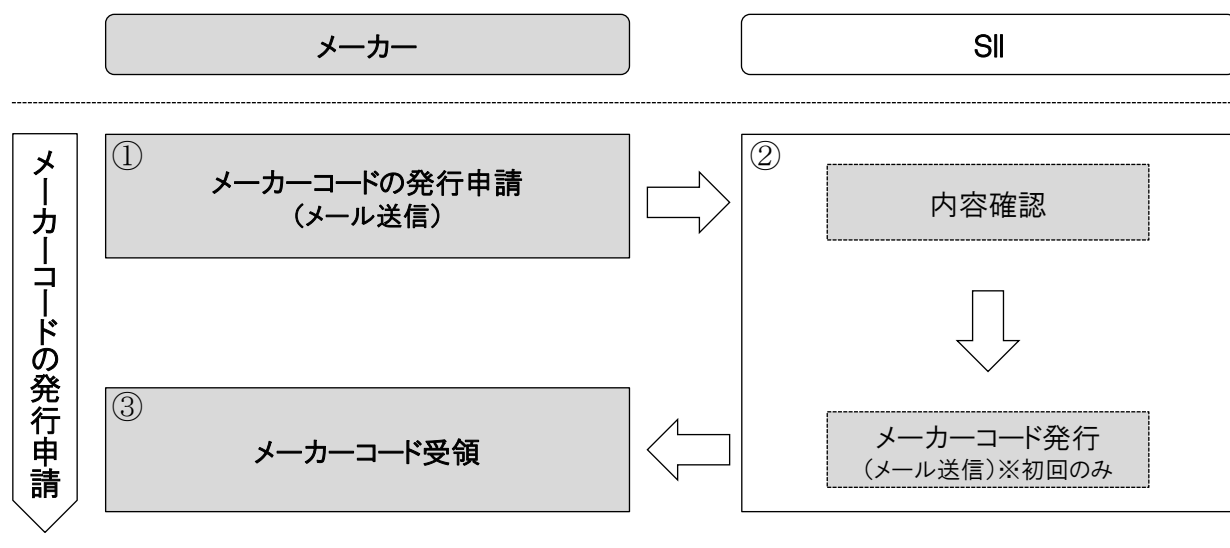 メーカー
SII
メーカーコードの発行申請
①
メーカーコードの発行申請
（メール送信）
②
内容確認
③
メーカーコード受領
メーカーコード発行
（メール送信）※初回のみ